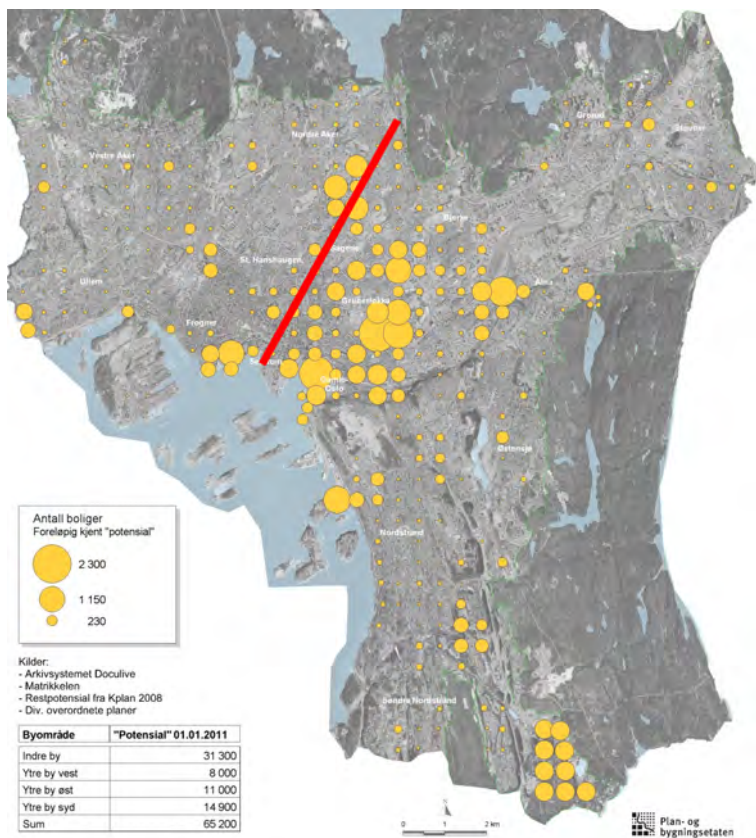 Nordre Aker
Grorud
Stovner
Vestre Aker
Bjerke
Sagene
St. Hanshaugen
Ullern
Alna
Grünerløkka
Frogner
Sentrum
Gamle
Oslo
Østensjø
Nordstrand
Søndre Nordstrand
Antall boliger
Foreløpig kjent "potensial"
2 300
1 150
230
Kilder:
- Arkivsystemet Doculive
- Matrikkelen
- Restpotensial fra Kplan 2008
- Div. overordnete planer
Byområde "Potensial" 01.01.2011
Indre by 31 300
Ytre by vest 8 000
Ytre by øst 11 000
Ytre by syd 14 900
Sum 65 200
N
0 1 2 km
Plan- og
bygningsetaten